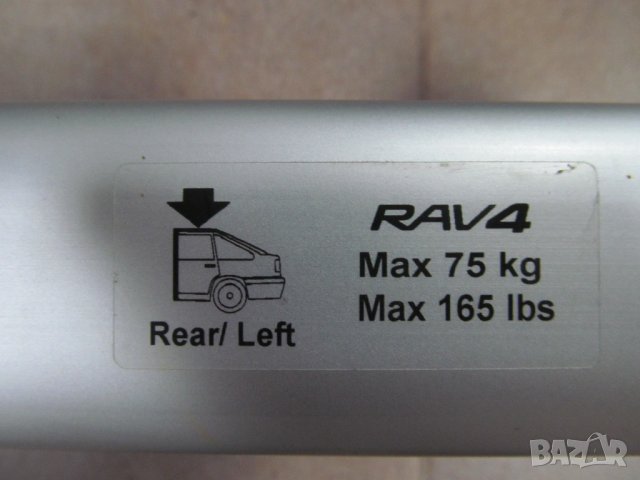 RAV4
Max 75 kg
Max 165 lbs
Rear/ Left
BAZAR